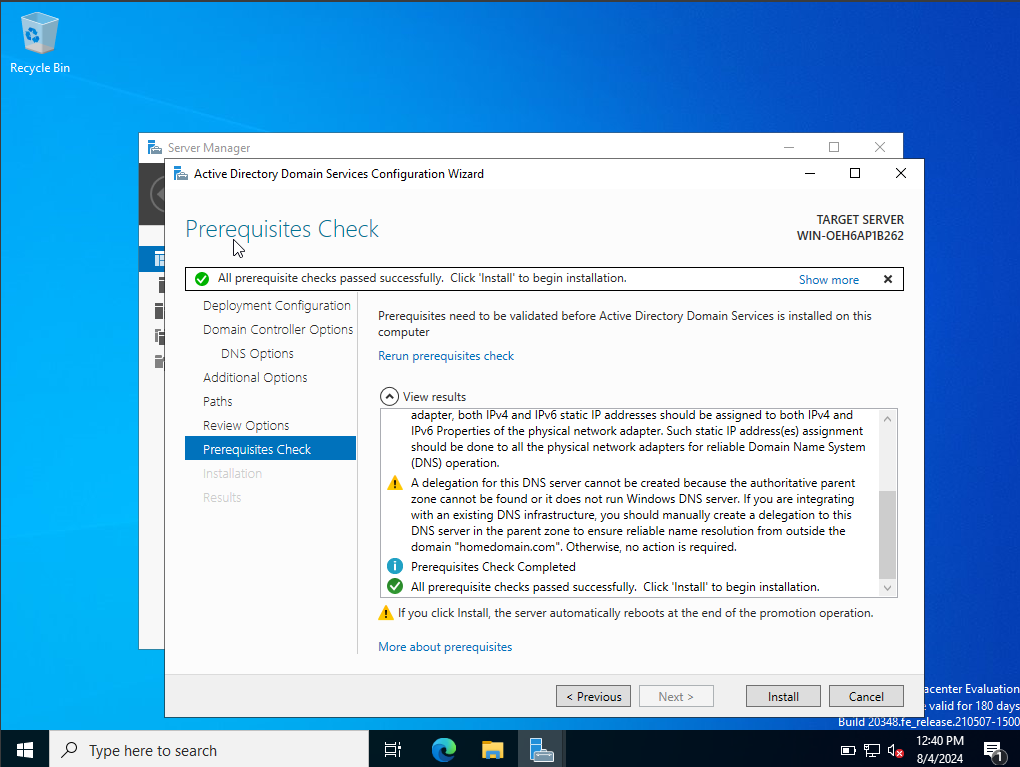 Recycle Bin
Server Manager
Active Directory Domain Services Configuration Wizard
Prerequisites Check
TARGET SERVER
WIN-OEH6AP1B262
All prerequisite checks passed successfully.  Click 'Install' to begin installation.
Show more
Deployment Configuration
Domain Controller Options
DNS Options
Additional Options
Paths
Review Options
Prerequisites Check
Installation
Results
Prerequisites need to be validated before Active Directory Domain Services is installed on this
computer
Rerun prerequisites check
View results
adapter, both IPv4 and IPv6 static IP addresses should be assigned to both IPv4 and
IPv6 Properties of the physical network adapter. Such static IP address(es) assignment
should be done to all the physical network adapters for reliable Domain Name System
(DNS) operation.
A delegation for this DNS server cannot be created because the authoritative parent
zone cannot be found or it does not run Windows DNS server. If you are integrating
with an existing DNS infrastructure, you should manually create a delegation to this
DNS server in the parent zone to ensure reliable name resolution from outside the
domain "homedomain.com". Otherwise, no action is required.
Prerequisites Check Completed
All prerequisite checks passed successfully.  Click 'Install' to begin installation.
If you click Install, the server automatically reboots at the end of the promotion operation.
More about prerequisites
< Previous
Next >
Install
Cancel
acenter Evaluation
valid for 180 days
Build 20348.fe_release.210507-1500
Type here to search
12:40 PM
8/4/2024
1